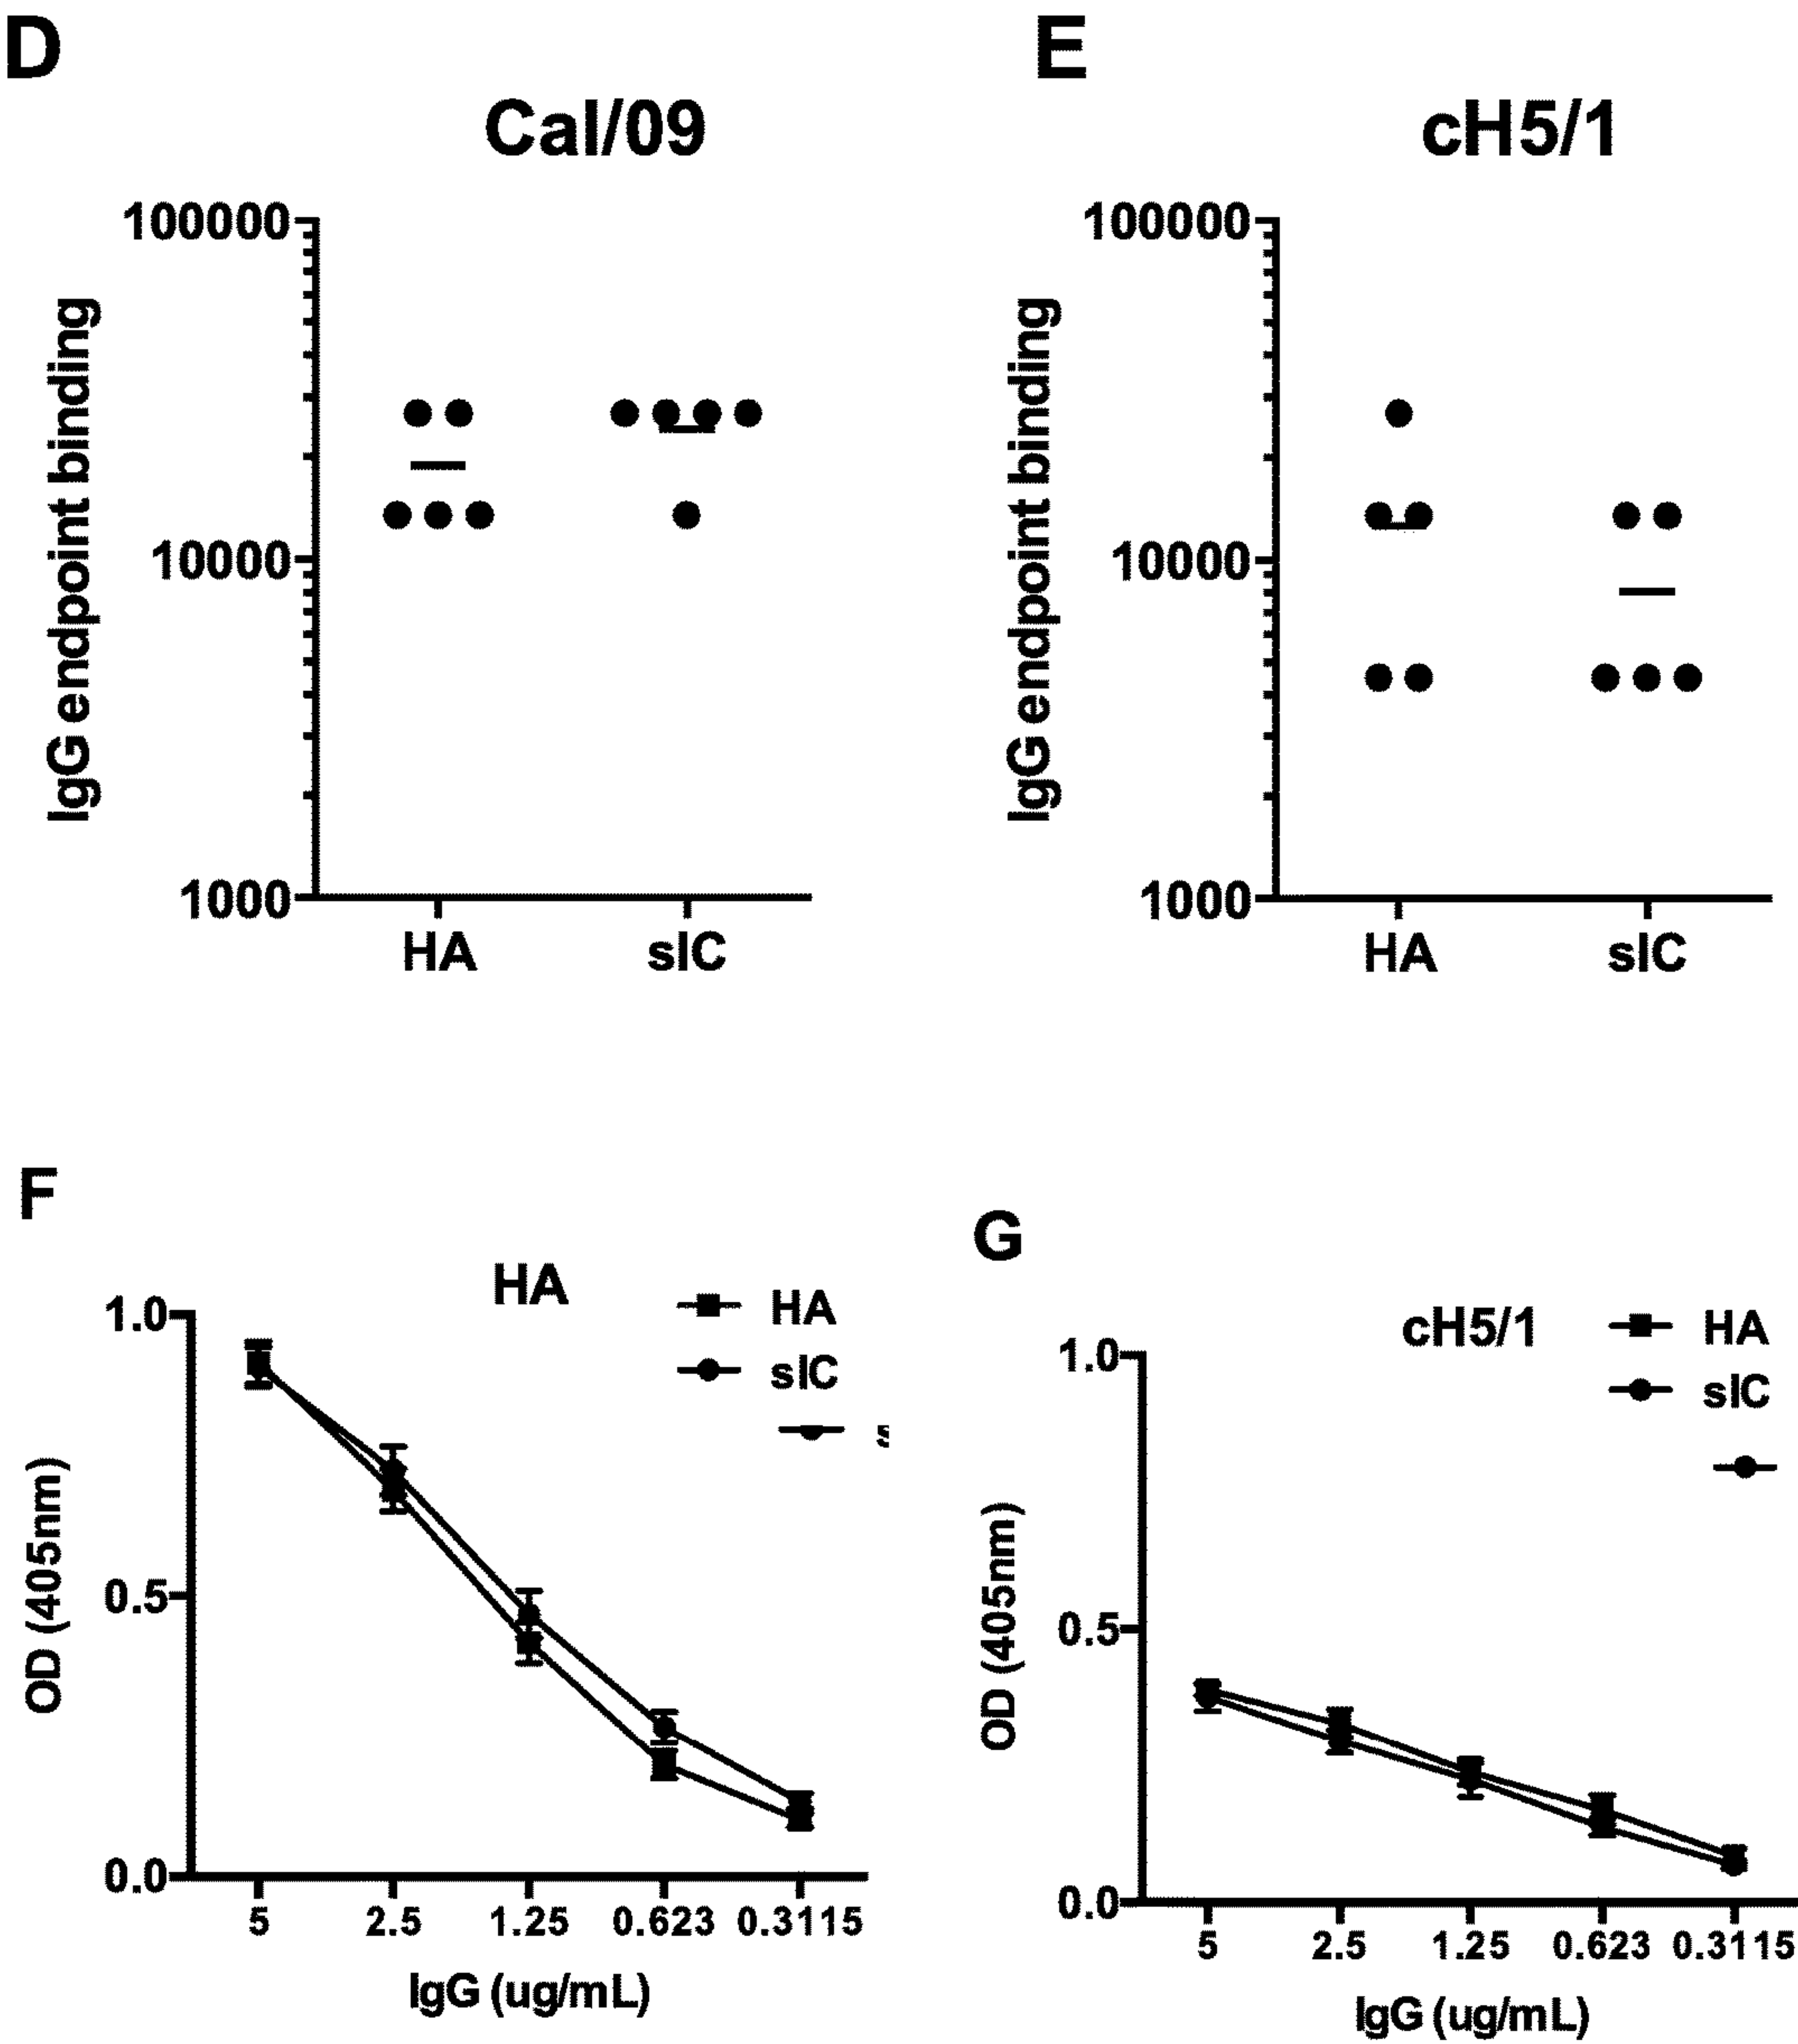 D
Cal/09
100000
10000
1000
IgG endpoint binding
HA
sIC
E
cH5/1
100000
10000
1000
IgG endpoint binding
HA
sIC
F
HA
HA
sIC
1.0
0.5
0.0
OD (405nm)
5 2.5 1.25 0.623 0.3115
IgG (ug/mL)
G
cH5/1
HA
sIC
1.0
0.5
0.0
OD (405nm)
5 2.5 1.25 0.623 0.3115
IgG (ug/mL)